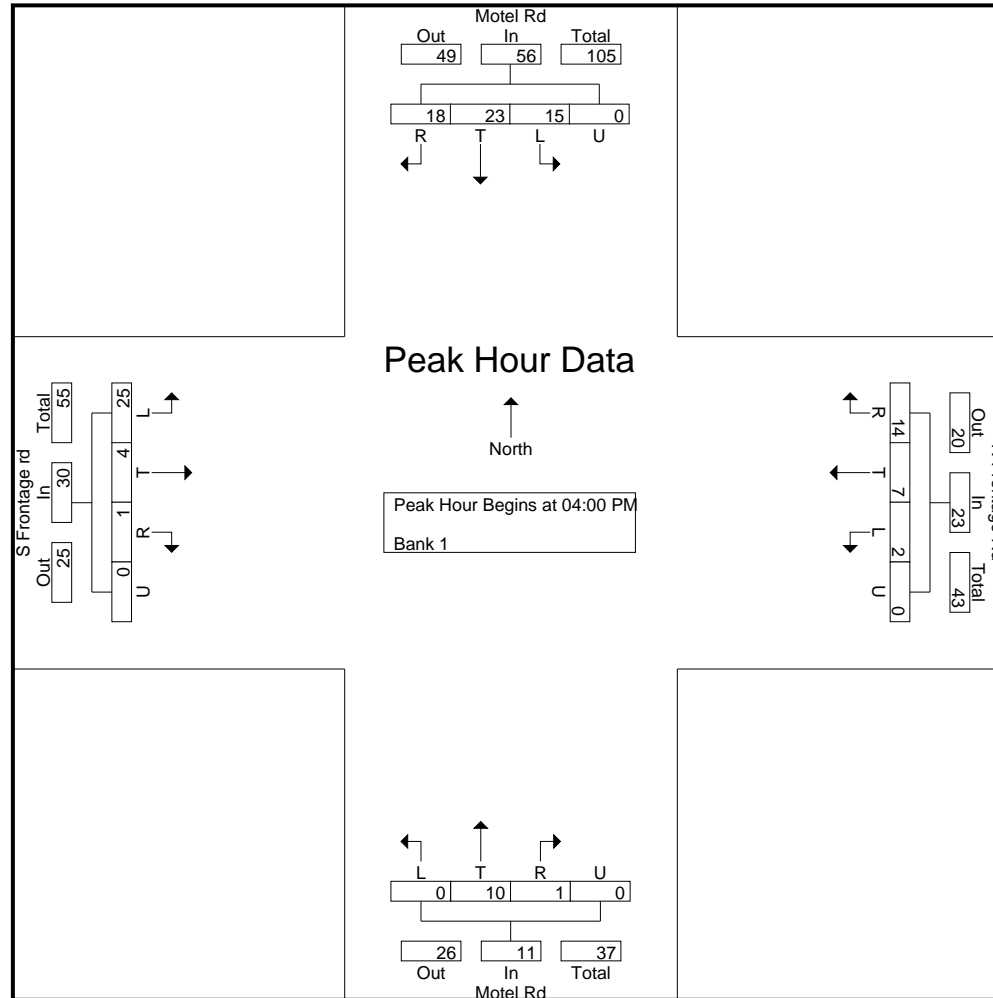 Motel Rd
Out In Total
49 56 105
18 23 15 0
R T L U
Peak Hour Data
North
Peak Hour Begins at 04:00 PM
Bank 1
S Frontage rd
Out In Total
25 30 55
0 1 4 25
U R T L
Out In Total
20 23 43
14 7 2 0
R T L U
L T R U
0 10 1 0
26 11 37
Out In Total
Motel Rd